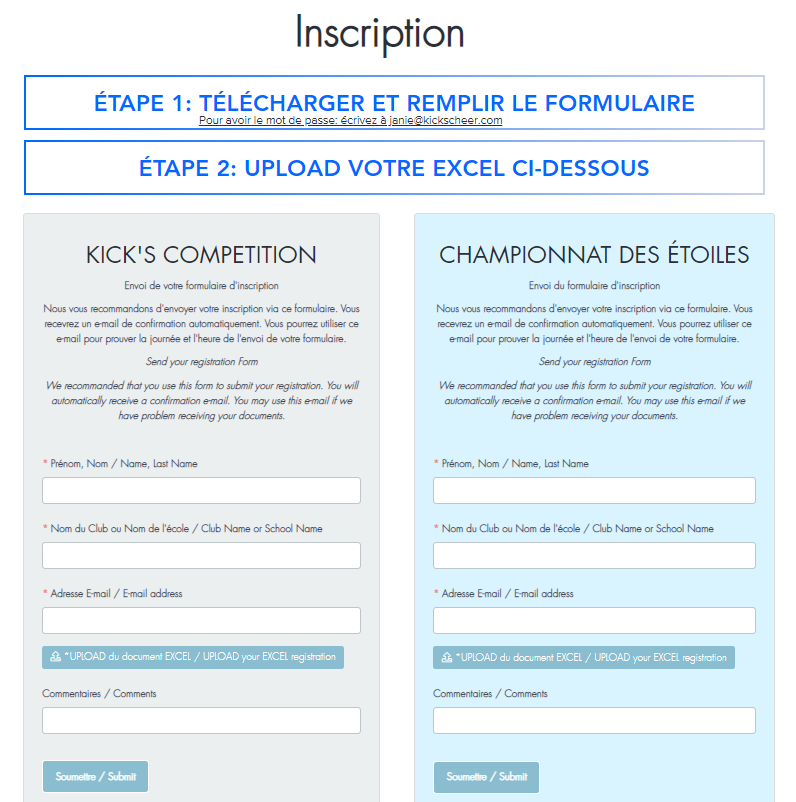 Inscription
ÉTAPE 1: TÉLÉCHARGER ET REMPLIR LE FORMULAIRE
Pour avoir le mot de passe: écrivez à janie@kickscheer.com
ÉTAPE 2: UPLOAD VOTRE EXCEL CI-DESSOUS
KICK'S COMPETITION
Envoi de votre formulaire d'inscription
Nous vous recommandons d'envoyer votre inscription via ce formulaire. Vous
recevrez un e-mail de confirmation automatiquement. Vous pourrez utiliser ce
e-mail pour prouver la journée et l'heure de l'envoi de votre formulaire.
Send your registration Form
We recommanded that you use this form to submit your registration. You will
automatically receive a confirmation e-mail. You may use this e-mail if we
have problem receiving your documents.
* Prénom, Nom / Name, Last Name
* Nom du Club ou Nom de l'école / Club Name or School Name
* Adresse E-mail / E-mail address
*UPLOAD du document EXCEL / UPLOAD your EXCEL registration
Commentaires / Comments
Soumettre / Submit
CHAMPIONNAT DES ÉTOILES
Envoi du formulaire d'inscription
Nous vous recommandons d'envoyer votre inscription via ce formulaire. Vous
recevrez un e-mail de confirmation automatiquement. Vous pourrez utiliser ce
e-mail pour prouver la journée et l'heure de l'envoi de votre formulaire.
Send your registration Form
We recommanded that you use this form to submit your registration. You will
automatically receive a confirmation e-mail. You may use this e-mail if we
have problem receiving your documents.
* Prénom, Nom / Name, Last Name
* Nom du Club ou Nom de l'école / Club Name or School Name
* Adresse E-mail / E-mail address
*UPLOAD du document EXCEL / UPLOAD your EXCEL registration
Commentaires / Comments
Soumettre / Submit